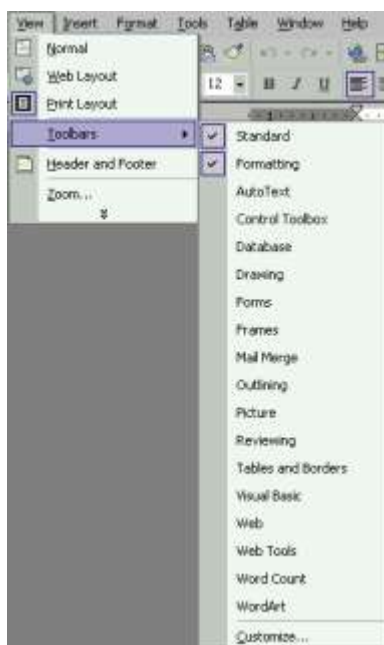 View Insert Format Tools Table Window Help
Normal
Web Layout
12 B I U
Print Layout
Toolbars
Standard
Header and Footer
Formatting
Zoom...
AutoText
Control Toolbox
Database
Drawing
Forms
Frames
Mail Merge
Outlining
Picture
Reviewing
Tables and Borders
Visual Basic
Web
Web Tools
Word Count
WordArt
Customize...